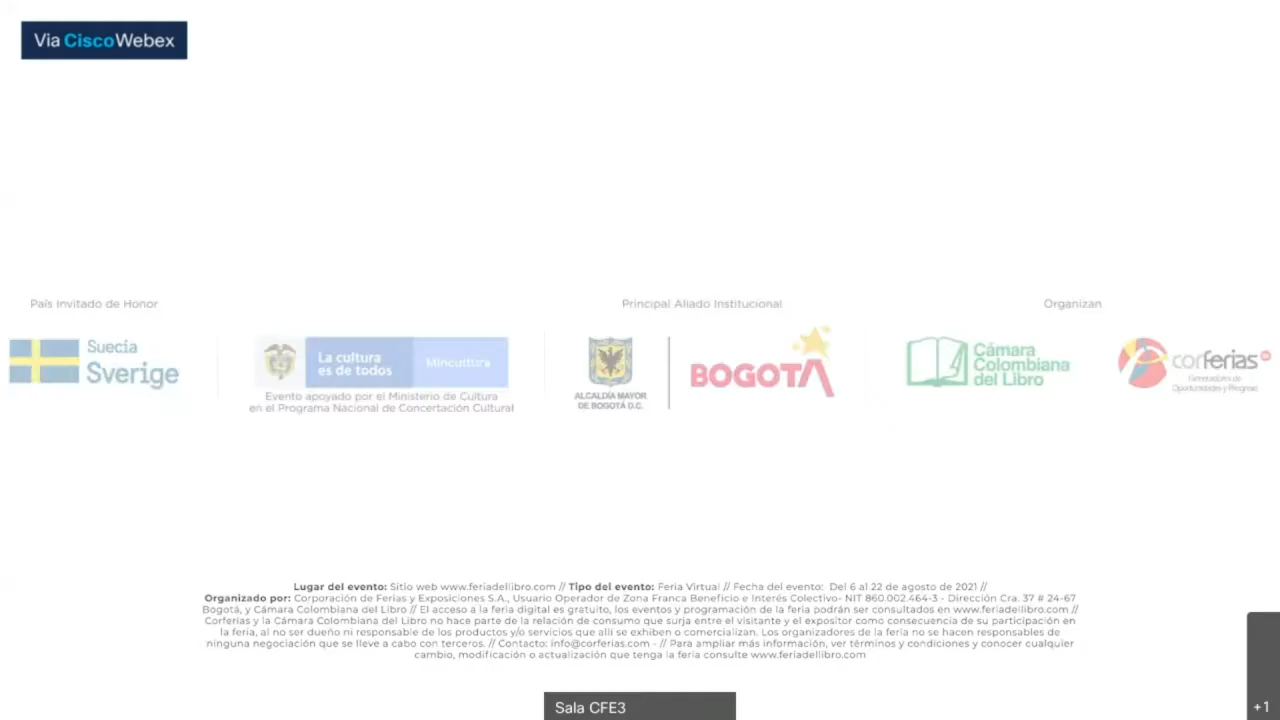 Via CiscoWebex
País Invitado de Honor
Principal Aliado Institucional
Organizan
Suecia
Sverige
La cultura
es de todos
Mincultura
Evento apoyado por el Ministerio de Cultura
en el Programa Nacional de Concertación Cultural
ALCALDÍA MAYOR
DE BOGOTÁ D.C.
BOGOTÁ
Cámara
Colombiana
del Libro
corferias
Generadores de
Oportunidades y Progreso
Lugar del evento: Sitio web www.feriadellibro.com // Tipo del evento: Feria Virtual // Fecha del evento: Del 6 al 22 de agosto de 2021 //
Organizado por: Corporación de Ferias y Exposiciones S.A., Usuario Operador de Zona Franca Beneficio e Interés Colectivo- NIT 860.002.464-3 - Dirección Cra. 37 # 24-67
Bogotá, y Cámara Colombiana del Libro // El acceso a la feria digital es gratuito, los eventos y programación de la feria podrán ser consultados en www.feriadellibro.com //
Corferias y la Cámara Colombiana del Libro no hace parte de la relación de consumo que surja entre el visitante y el expositor como consecuencia de su participación en
la feria, al no ser dueño ni responsable de los productos y/o servicios que allí se exhiben o comercializan. Los organizadores de la feria no se hacen responsables de
ninguna negociación que se lleve a cabo con terceros. // Contacto: info@corferias.com - // Para ampliar más información, ver términos y condiciones y conocer cualquier
cambio, modificación o actualización que tenga la feria consulte www.feriadellibro.com
Sala CFE3
+1